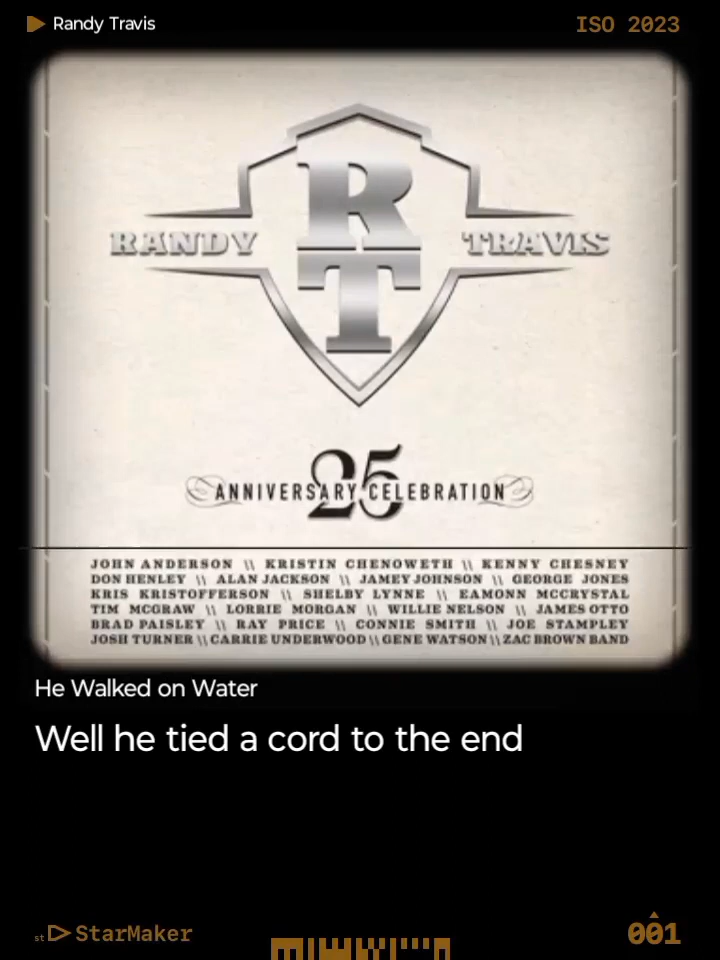 Randy Travis
ISO 2023
R
RANDY
TRAVIS
T
25
ANNIVERSARY CELEBRATION
JOHN ANDERSON \\ KRISTIN CHENOWETH \\ KENNY CHESNEY
DON HENLEY \\ ALAN JACKSON \\ JAMEY JOHNSON \\ GEORGE JONES
KRIS KRISTOFFERSON \\ SHELBY LYNNE \\ EAMONN MCCRYSTAL
TIM MCGRAW \\ LORRIE MORGAN \\ WILLIE NELSON \\ JAMES OTTO
BRAD PAISLEY \\ RAY PRICE \\ CONNIE SMITH \\ JOE STAMPLEY
JOSH TURNER \\ CARRIE UNDERWOOD \\ GENE WATSON \\ ZAC BROWN BAND
He Walked on Water
Well he tied a cord to the end
st StarMaker
001